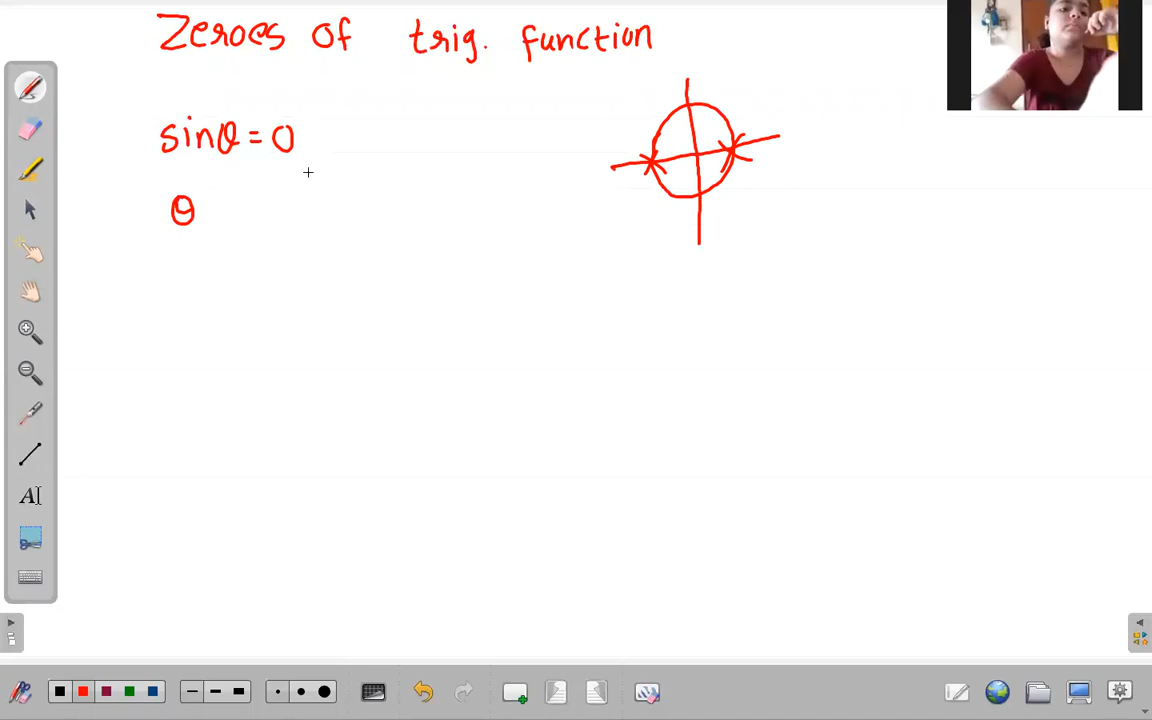 Zeroes of trig. function
sinθ = 0
θ